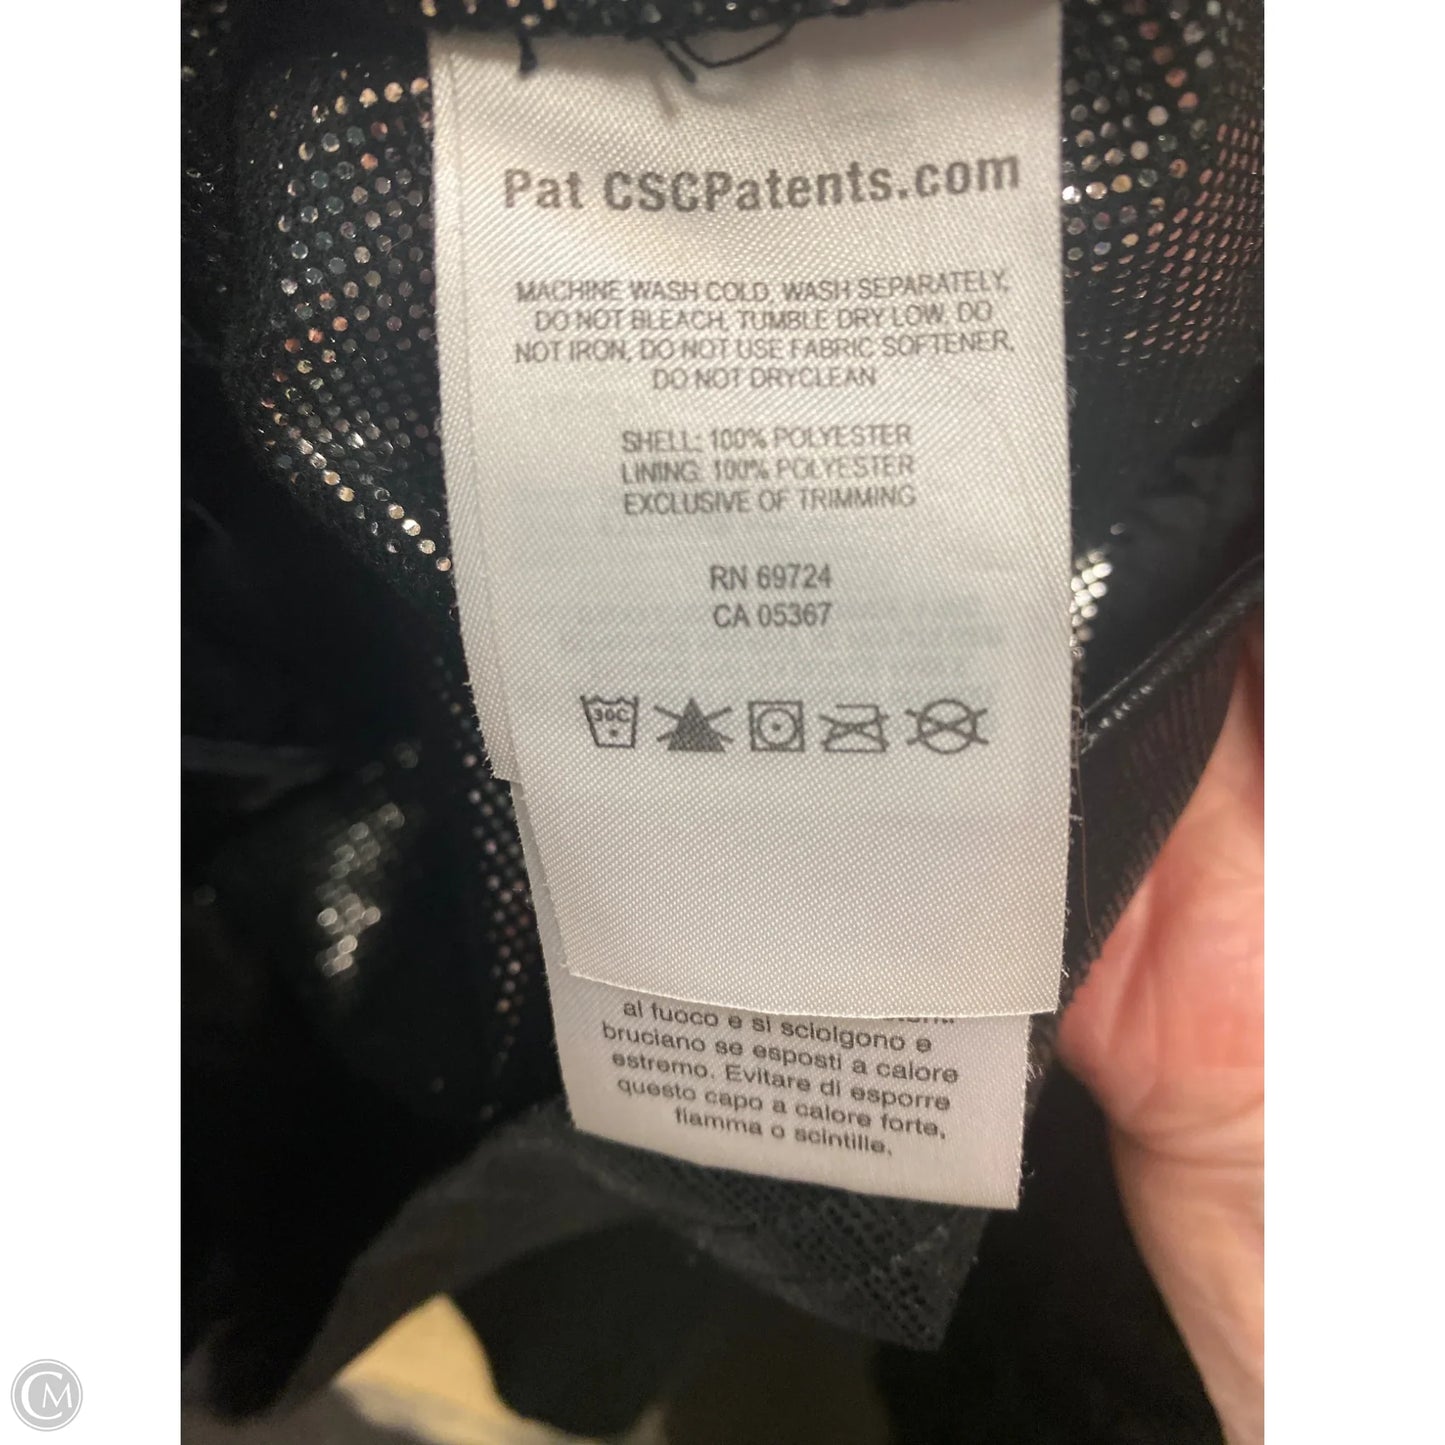 Pat CSCPatents.com
MACHINE WASH COLD, WASH SEPARATELY,
DO NOT BLEACH, TUMBLE DRY LOW, DO
NOT IRON, DO NOT USE FABRIC SOFTENER,
DO NOT DRYCLEAN
SHELL: 100% POLYESTER
LINING: 100% POLYESTER
EXCLUSIVE OF TRIMMING
RN 69724
CA 05367
30C
al fuoco e si sciolgono e
bruciano se esposti a calore
estremo. Evitare di esporre
questo capo a calore forte,
fiamma o scintille.
CM